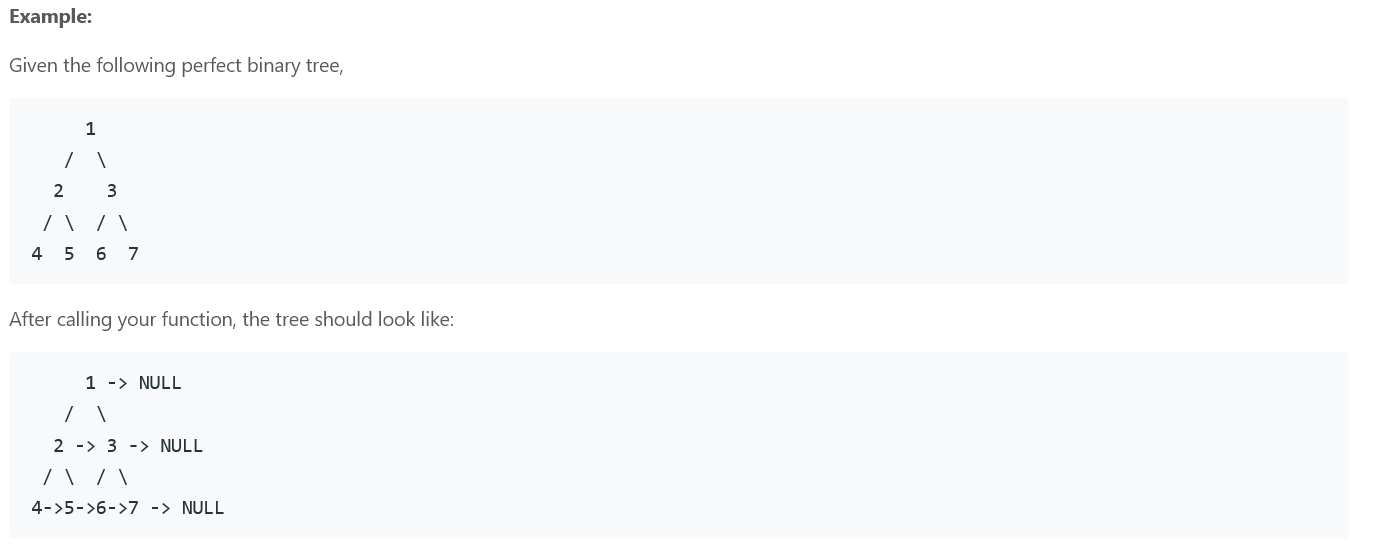 Example:
Given the following perfect binary tree,
     1
   /  \
  2    3
 / \  / \
4  5  6  7
After calling your function, the tree should look like:
     1 -> NULL
   /  \
  2 -> 3 -> NULL
 / \  / \
4->5->6->7 -> NULL